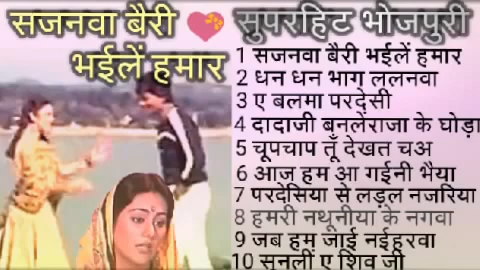 सजनवा बैरी
भईलें हमार
सुपरहिट भोजपुरी
1 सजनवा बैरी भईलें हमार
2 धन धन भाग ललनवा
3 ए बलमा परदेसी
4 दादाजी बनलेंराजा के घोड़ा
5 चूपचाप तूँ देखत चअ
6 आज हम आ गईनी भैया
7 परदेसिया से लड़ल नजरिया
8 हमरी नथूनीया के नगवा
9 जब हम जाई नईहरवा
10 सुनलीं ए शिव जी